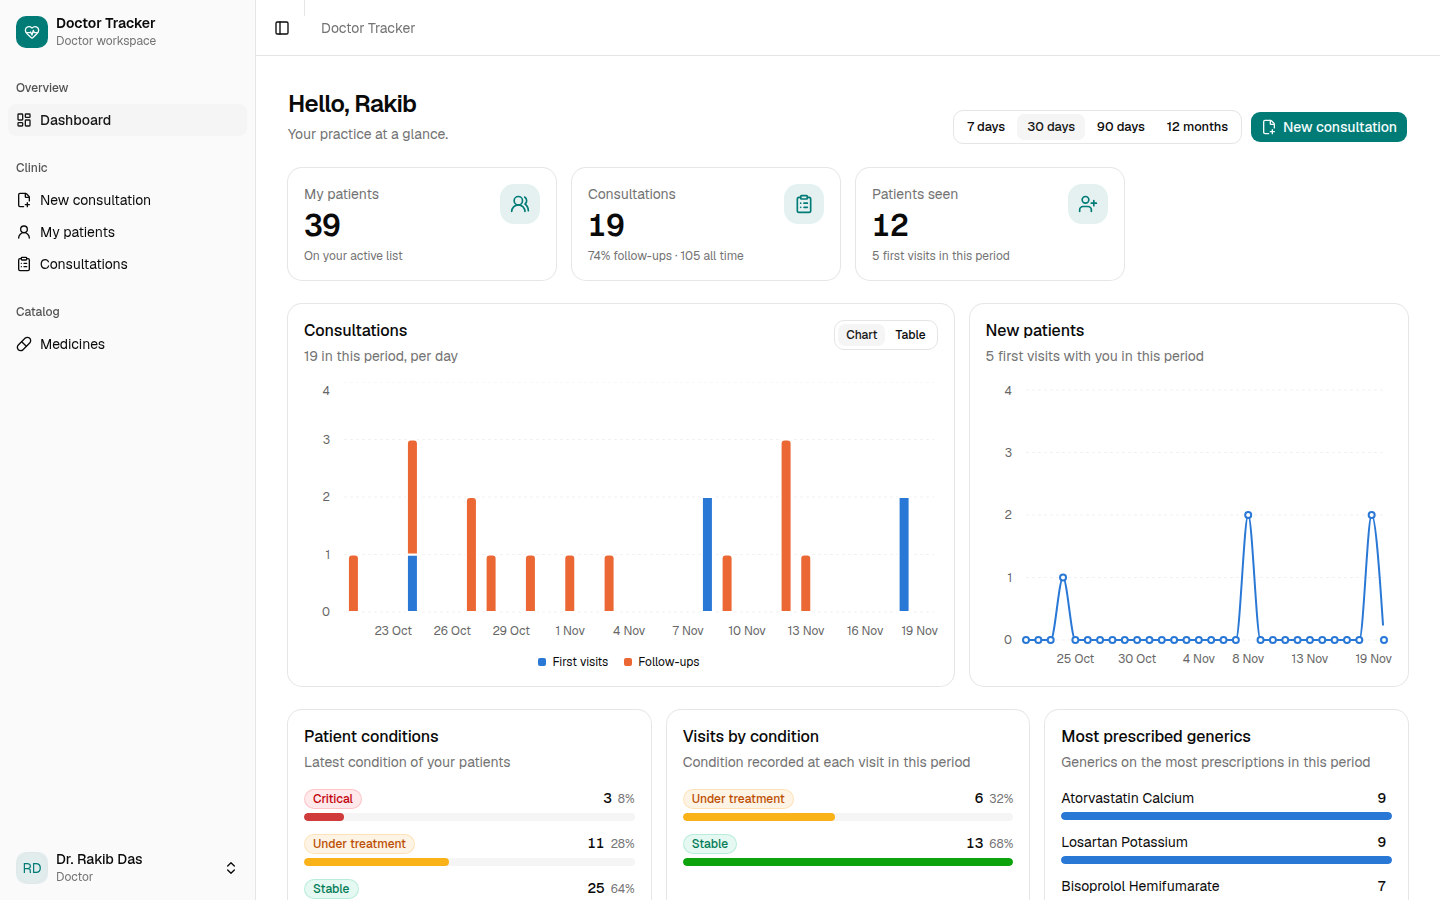 Doctor Tracker
Doctor workspace
Overview
Dashboard
Clinic
New consultation
My patients
Consultations
Catalog
Medicines
RD
Dr. Rakib Das
Doctor
Doctor Tracker
Hello, Rakib
Your practice at a glance.
7 days 30 days 90 days 12 months
New consultation
My patients
39
On your active list
Consultations
19
74% follow-ups · 105 all time
Patients seen
12
5 first visits in this period
Consultations
19 in this period, per day
Chart Table
4
3
2
1
0
23 Oct 26 Oct 29 Oct 1 Nov 4 Nov 7 Nov 10 Nov 13 Nov 16 Nov 19 Nov
First visits Follow-ups
New patients
5 first visits with you in this period
4
3
2
1
0
25 Oct 30 Oct 4 Nov 8 Nov 13 Nov 19 Nov
Patient conditions
Latest condition of your patients
Critical 3 8%
Under treatment 11 28%
Stable 25 64%
Visits by condition
Condition recorded at each visit in this period
Under treatment 6 32%
Stable 13 68%
Most prescribed generics
Generics on the most prescriptions in this period
Atorvastatin Calcium 9
Losartan Potassium 9
Bisoprolol Hemifumarate 7